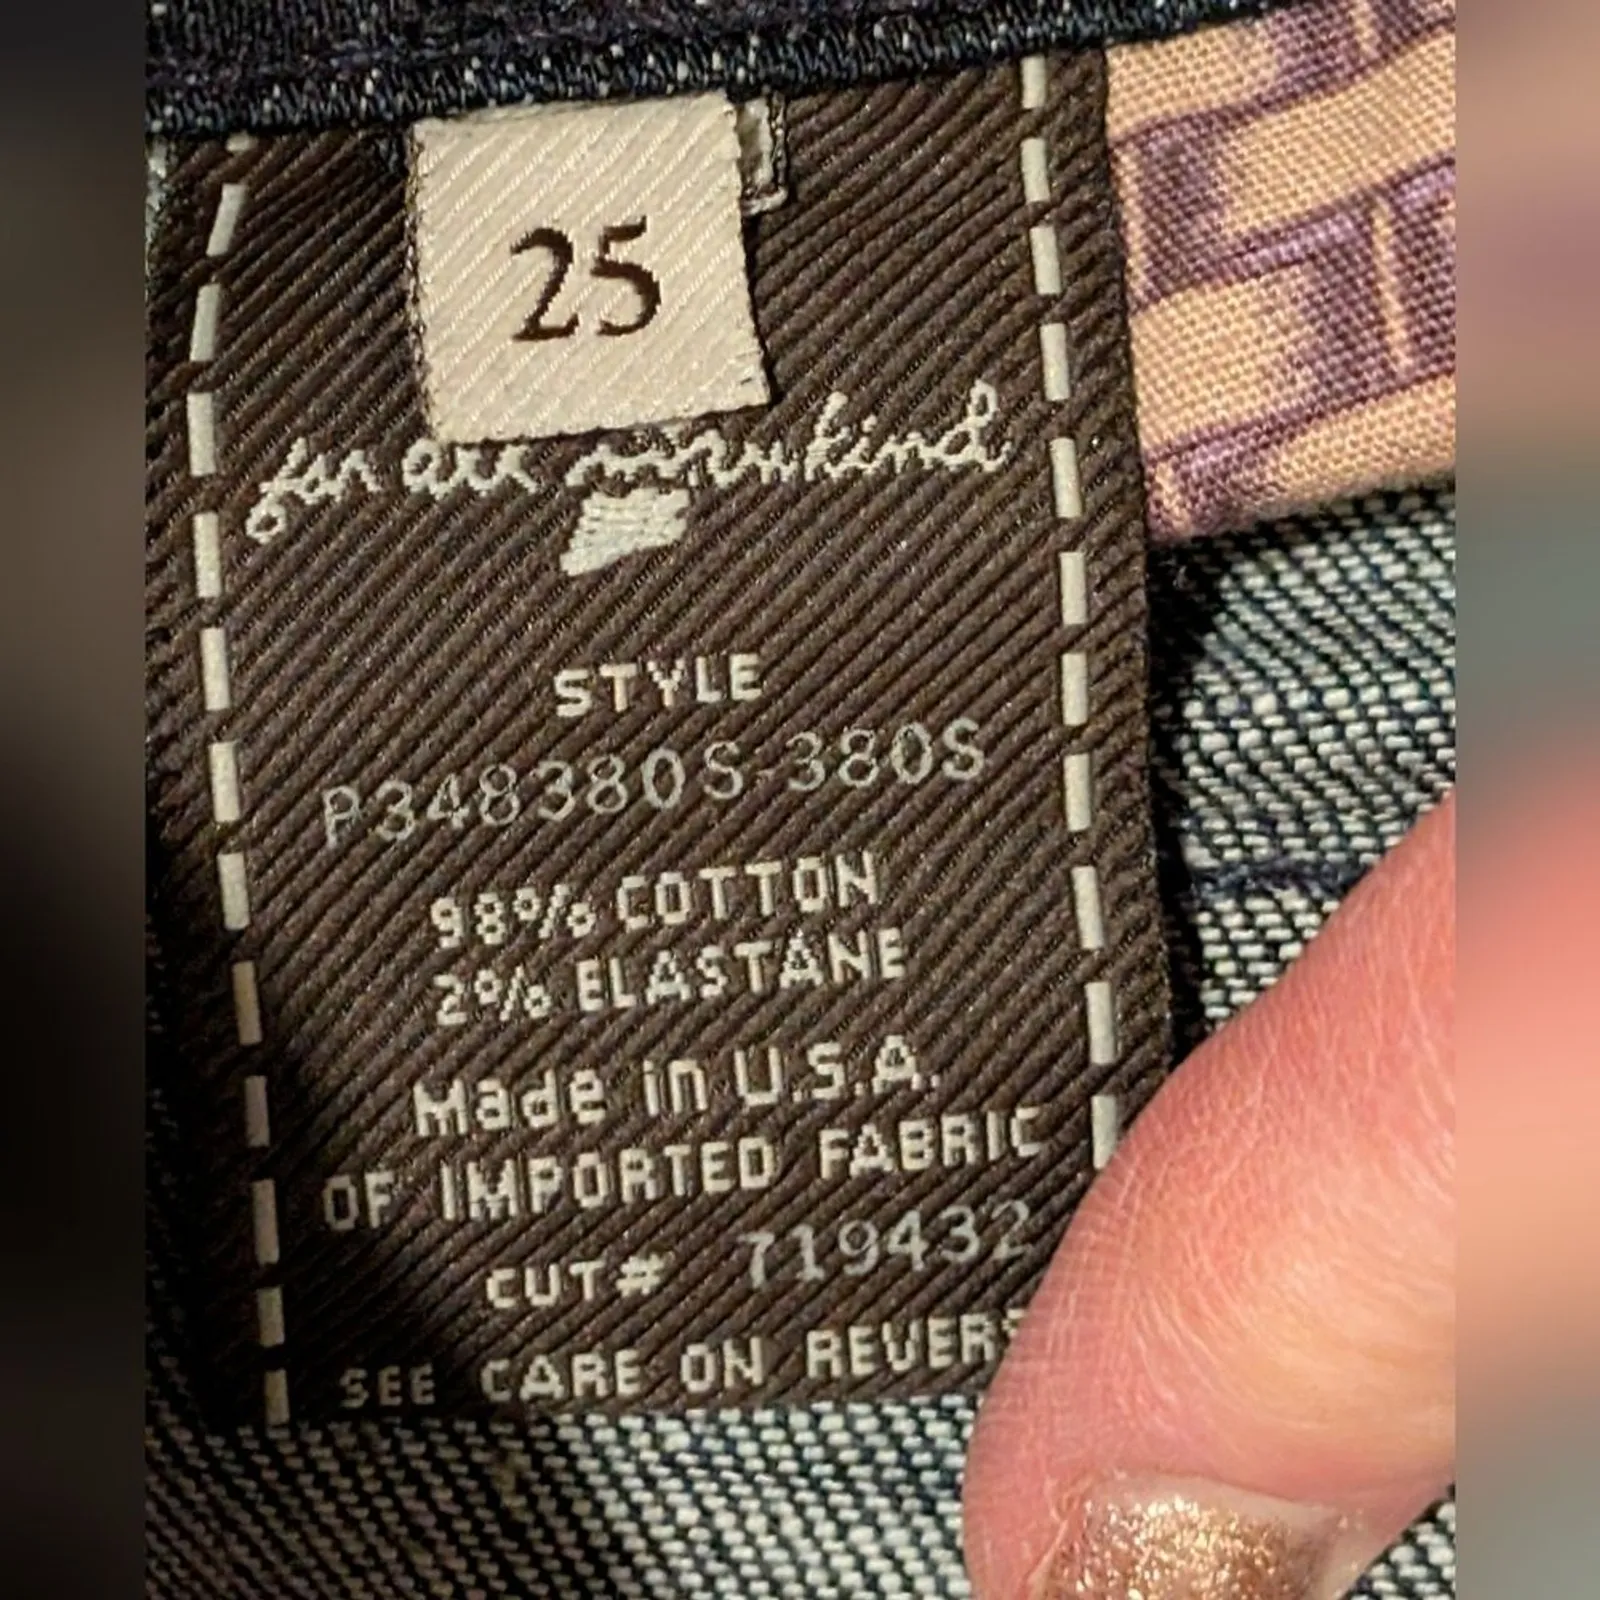 25
for all mankind
STYLE
P348380S-380S
98% COTTON
2% ELASTANE
Made in U.S.A.
OF IMPORTED FABRIC
CUT# 719432
SEE CARE ON REVERS